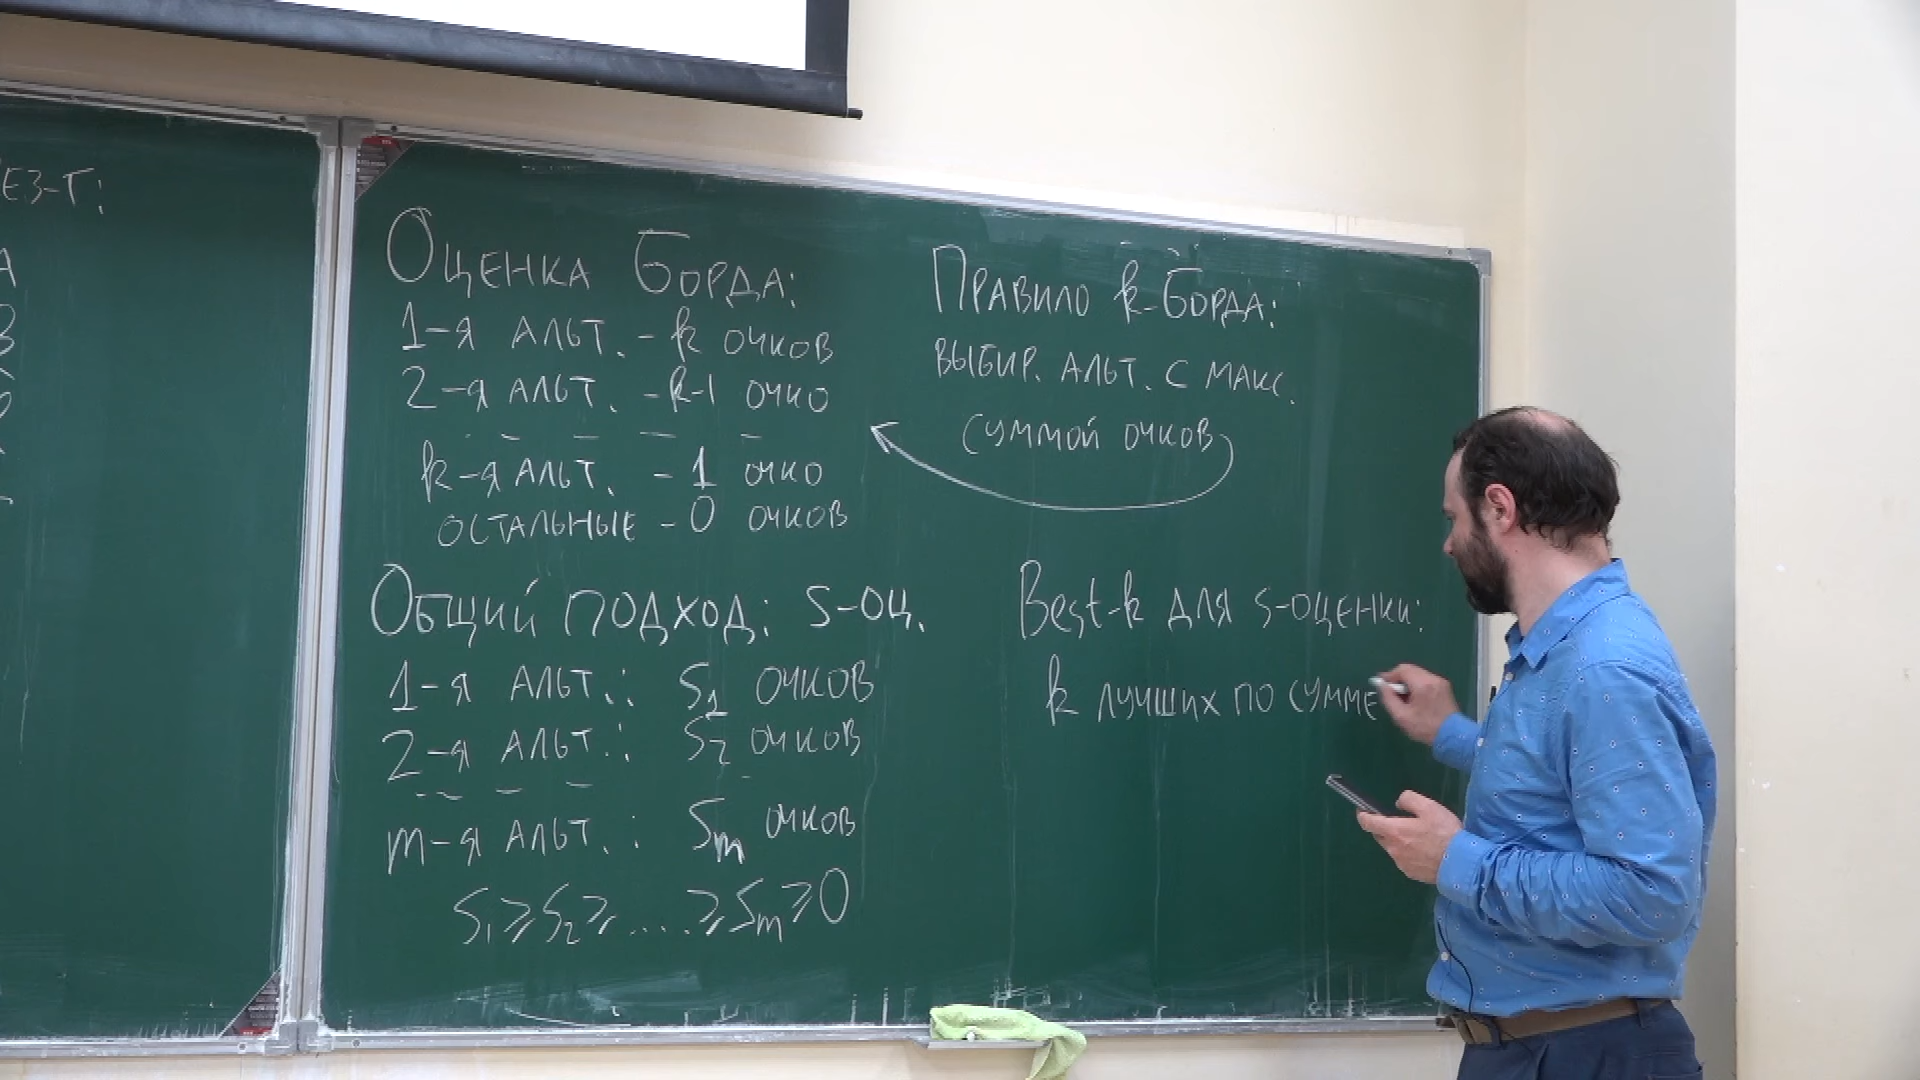 ЕЗ-Т:
А
В
Оценка Борда:
1-я альт. - k очков
2-я альт. - k-1 очко
k-я альт. - 1 очко
остальные - 0 очков
Общий подход: s-оц.
1-я альт.: S1 очков
2-я альт.: S2 очков
m-я альт.: Sm очков
S1 ⩾ S2 ⩾ .... ⩾ Sm ⩾ 0
Правило k-Борда:
выбир. альт. с макс.
суммой очков
Best-k для s-оценки:
k лучших по сумме